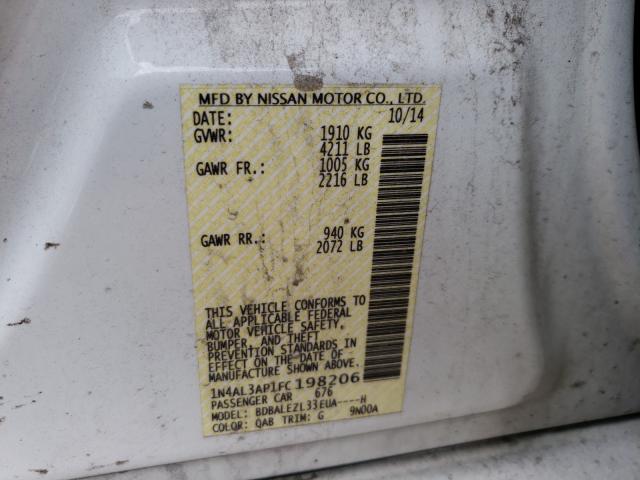 MFD BY NISSAN MOTOR CO., LTD.
DATE: 10/14
GVWR: 1910 KG
4211 LB
GAWR FR.: 1005 KG
2216 LB
GAWR RR.: 940 KG
2072 LB
THIS VEHICLE CONFORMS TO
ALL APPLICABLE FEDERAL
MOTOR VEHICLE SAFETY,
BUMPER, AND THEFT
PREVENTION STANDARDS IN
EFFECT ON THE DATE OF
MANUFACTURE SHOWN ABOVE.
1N4AL3AP1FC198206
PASSENGER CAR 676
MODEL: BDBALEZL33EUA----H
COLOR: QAB TRIM: G 9N00A